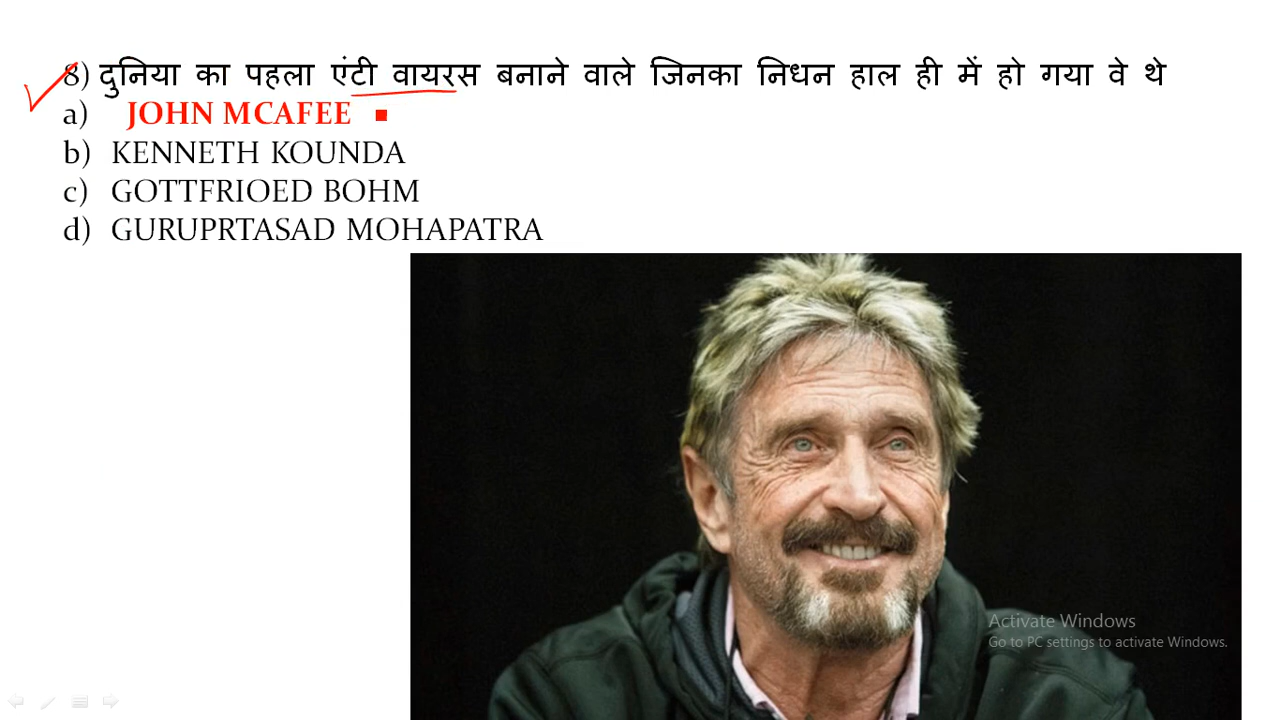 8) दुनिया का पहला एंटी वायरस बनाने वाले जिनका निधन हाल ही में हो गया वे थे
a) JOHN MCAFEE
b) KENNETH KOUNDA
c) GOTTFRIOED BOHM
d) GURUPRTASAD MOHAPATRA
Activate Windows
Go to PC settings to activate Windows.